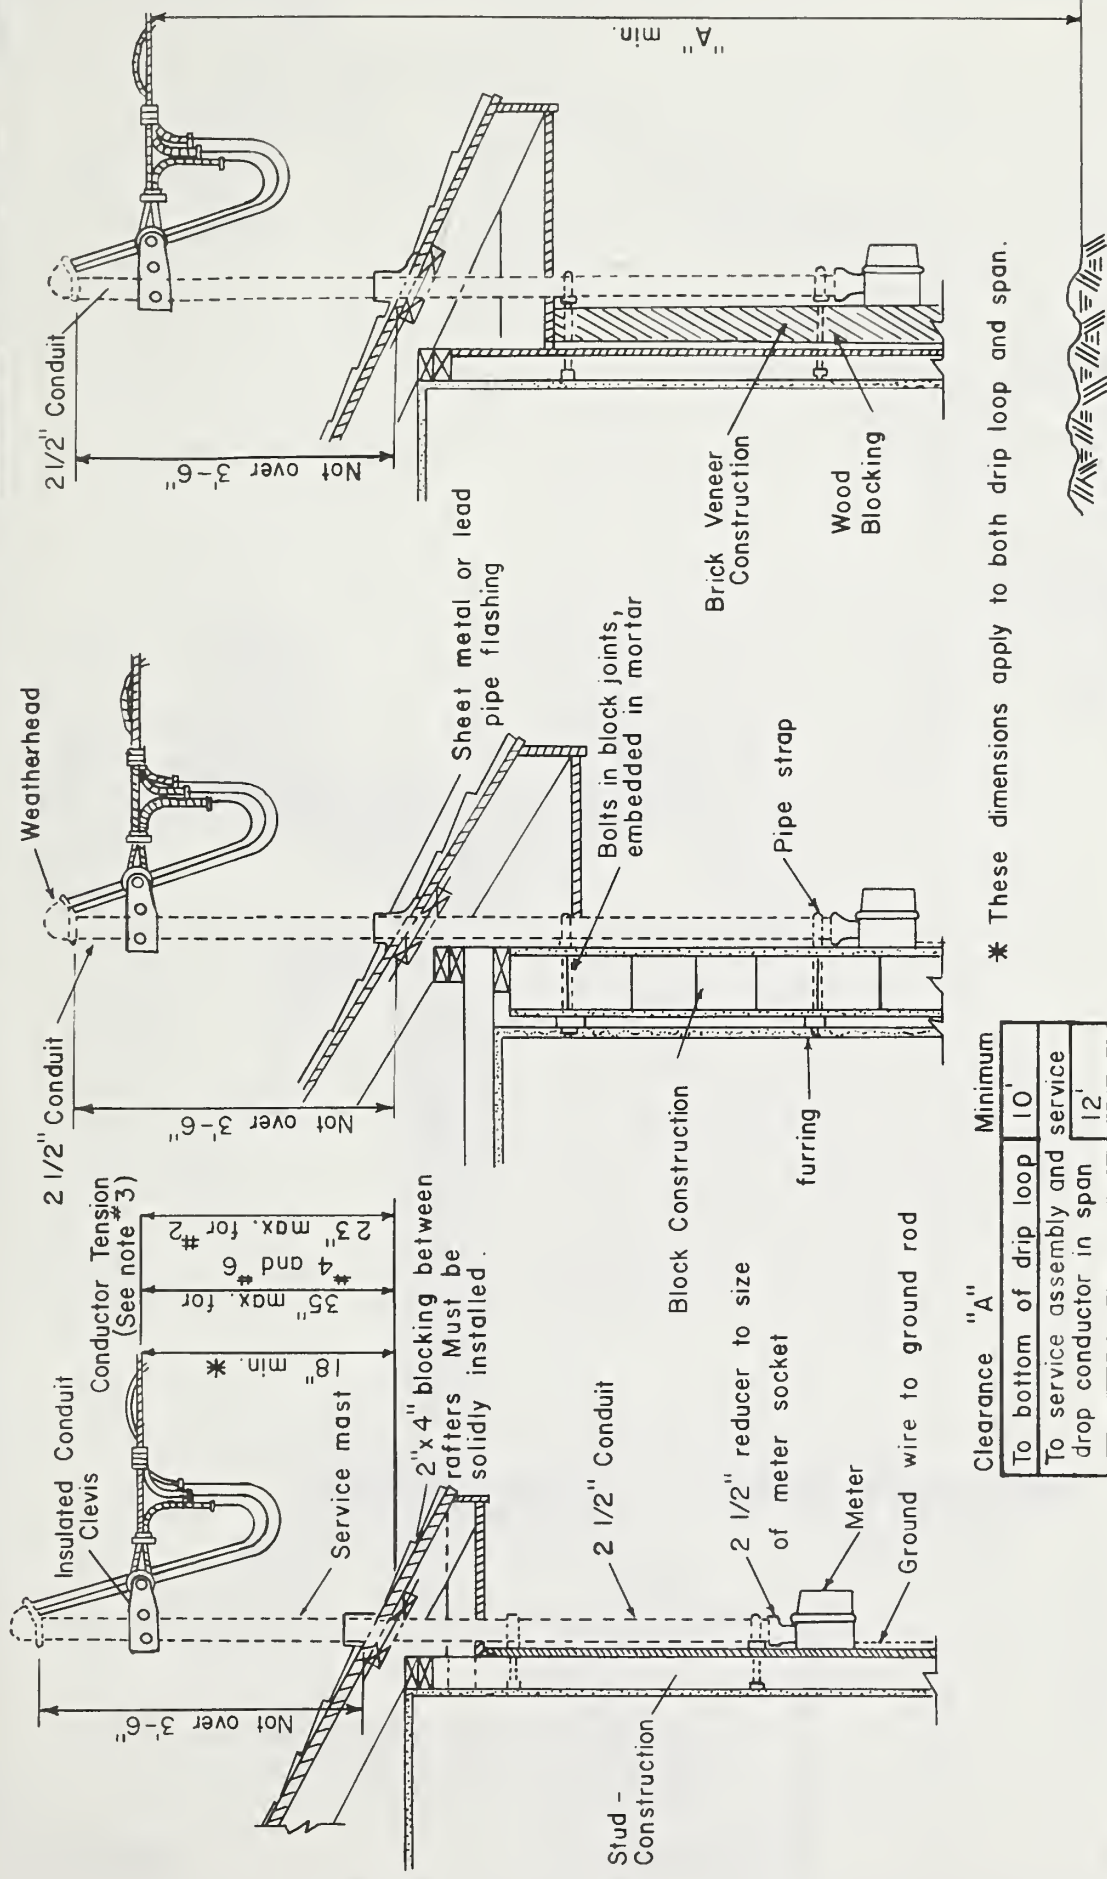 Insulated Conduit
Clevis
Conductor Tension
(See note #3)
Not over 3'-6"
18" min. *
35" max. for
#4 and #6
23" max. for #2
Service mast
2"x 4" blocking between
rafters Must be
solidly installed.
Stud -
Construction
2 1/2" Conduit
2 1/2" reducer to size
of meter socket
Meter
Ground wire to ground rod
2 1/2" Conduit
Weatherhead
Not over 3'-6"
Sheet metal or lead
pipe flashing
Bolts in block joints,
embedded in mortar
Block Construction
furring
Pipe strap
2 1/2" Conduit
Not over 3'-6"
Brick Veneer
Construction
Wood
Blocking
"A" min.
Clearance "A" Minimum
To bottom of drip loop 10'
To service assembly and service
drop conductor in span 12'
* These dimensions apply to both drip loop and span.